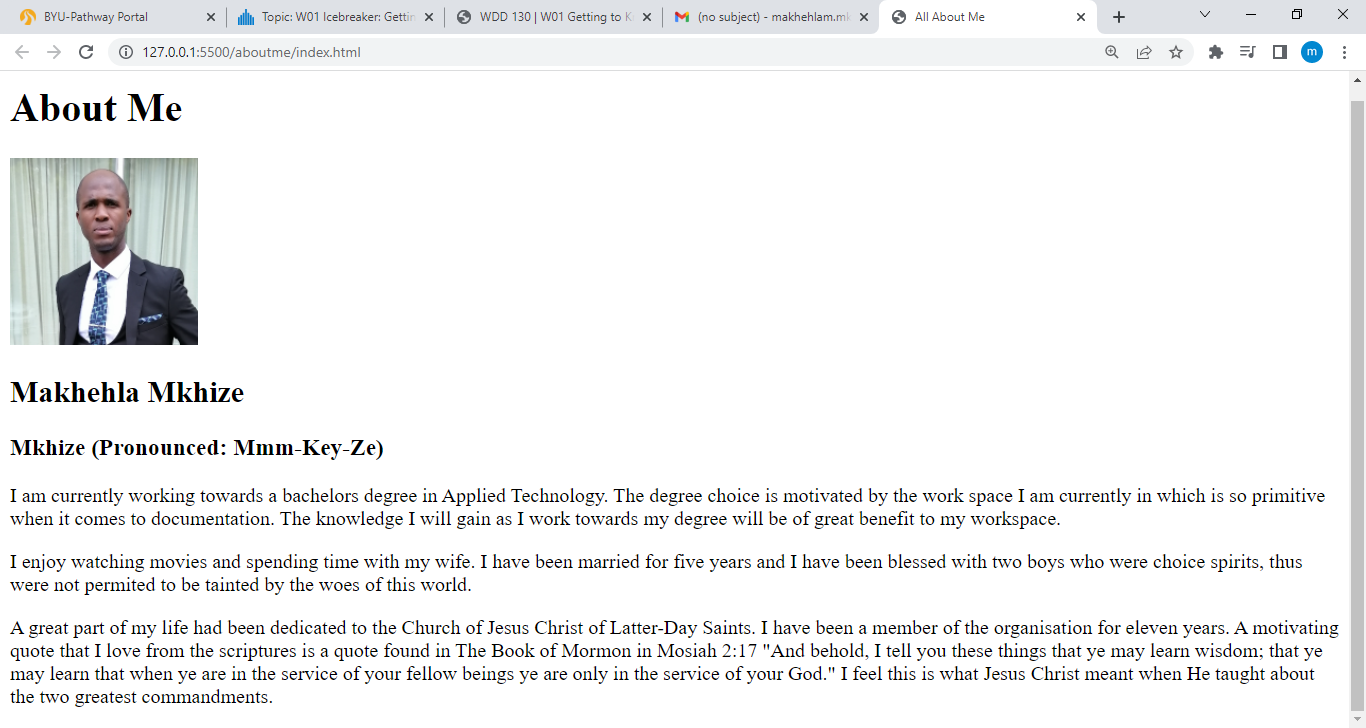 BYU-Pathway Portal
Topic: W01 Icebreaker: Gettin
WDD 130 | W01 Getting to K
(no subject) - makhehlam.mk
All About Me
127.0.0.1:5500/aboutme/index.html
m
About Me
Makhehla Mkhize
Mkhize (Pronounced: Mmm-Key-Ze)
I am currently working towards a bachelors degree in Applied Technology. The degree choice is motivated by the work space I am currently in which is so primitive
when it comes to documentation. The knowledge I will gain as I work towards my degree will be of great benefit to my workspace.
I enjoy watching movies and spending time with my wife. I have been married for five years and I have been blessed with two boys who were choice spirits, thus
were not permited to be tainted by the woes of this world.
A great part of my life had been dedicated to the Church of Jesus Christ of Latter-Day Saints. I have been a member of the organisation for eleven years. A motivating
quote that I love from the scriptures is a quote found in The Book of Mormon in Mosiah 2:17 "And behold, I tell you these things that ye may learn wisdom; that ye
may learn that when ye are in the service of your fellow beings ye are only in the service of your God." I feel this is what Jesus Christ meant when He taught about
the two greatest commandments.